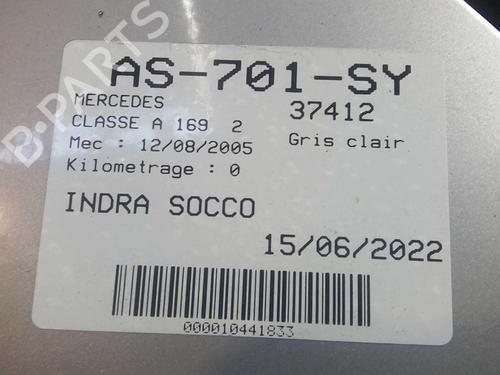 AS-701-SY
MERCEDES
37412
CLASSE A 169 2
Mec : 12/08/2005
Gris clair
Kilometrage : 0
INDRA SOCCO
15/06/2022
000010441833
B-PARTS